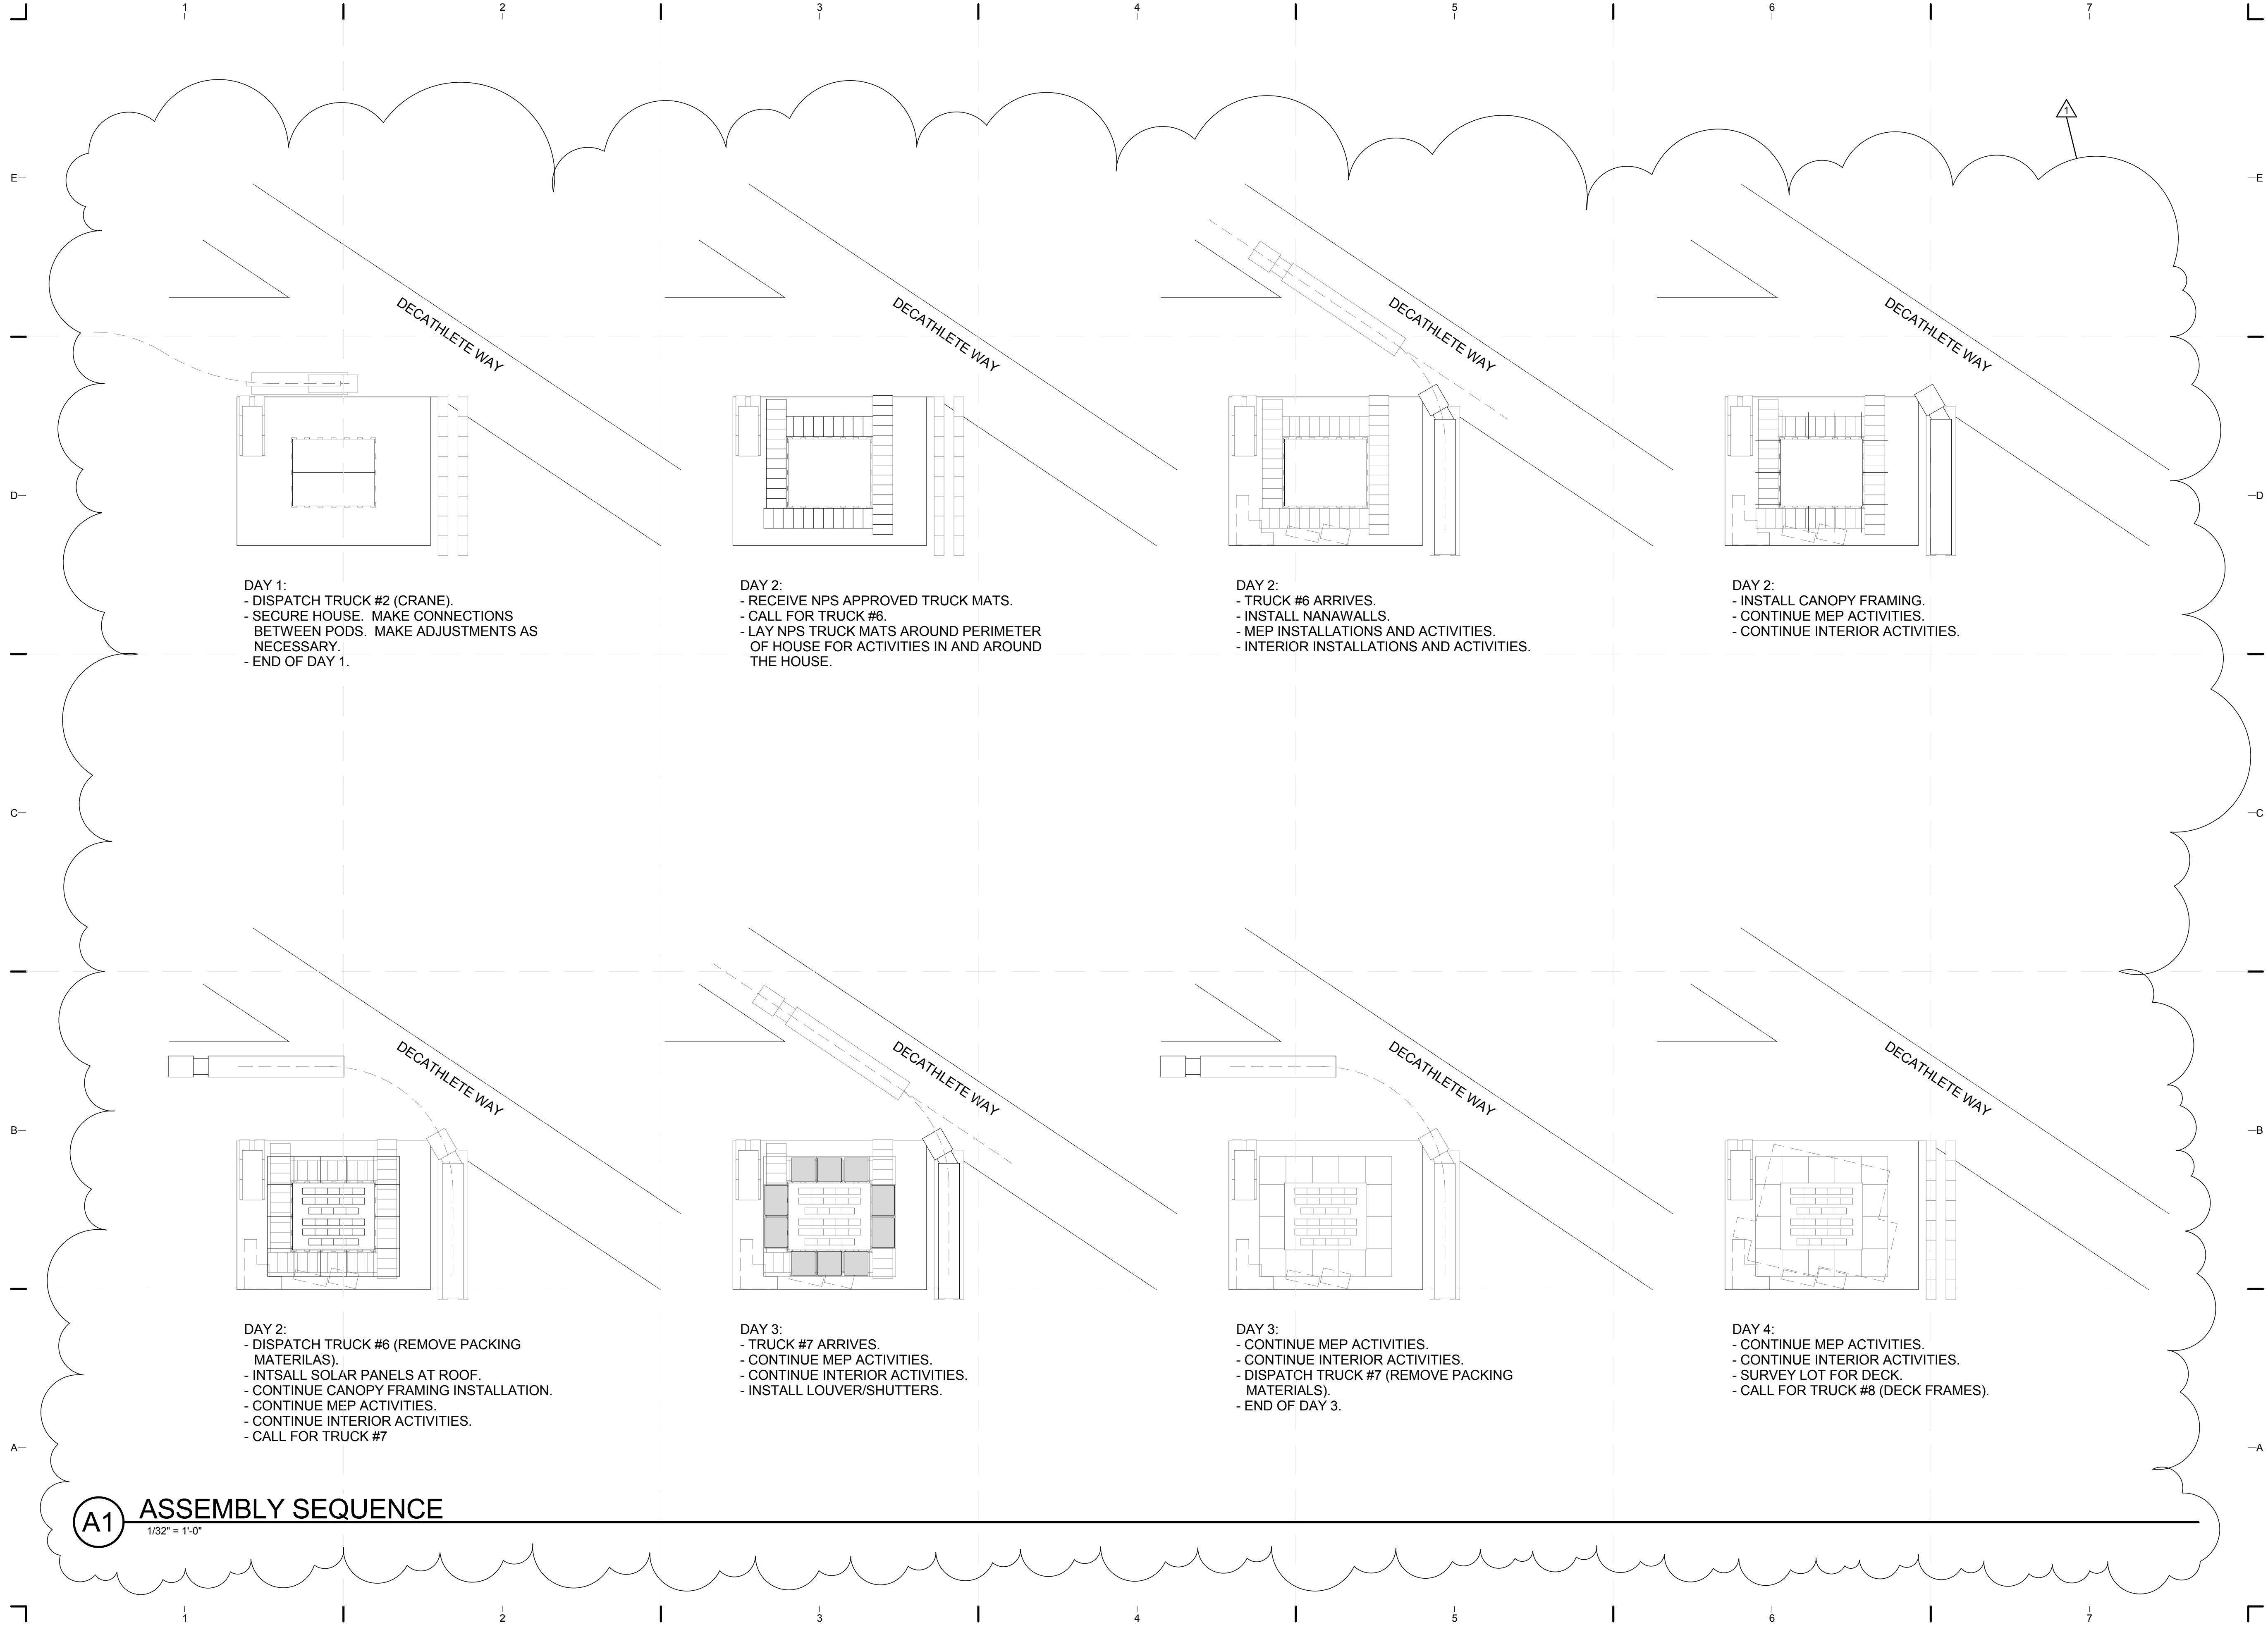 1 2 3 4 5 6 7
1
E E
DECATHLETE WAY DECATHLETE WAY DECATHLETE WAY DECATHLETE WAY
D D
DAY 1:
- DISPATCH TRUCK #2 (CRANE).
- SECURE HOUSE. MAKE CONNECTIONS
BETWEEN PODS. MAKE ADJUSTMENTS AS
NECESSARY.
- END OF DAY 1.
DAY 2:
- RECEIVE NPS APPROVED TRUCK MATS.
- CALL FOR TRUCK #6.
- LAY NPS TRUCK MATS AROUND PERIMETER
OF HOUSE FOR ACTIVITIES IN AND AROUND
THE HOUSE.
DAY 2:
- TRUCK #6 ARRIVES.
- INSTALL NANAWALLS.
- MEP INSTALLATIONS AND ACTIVITIES.
- INTERIOR INSTALLATIONS AND ACTIVITIES.
DAY 2:
- INSTALL CANOPY FRAMING.
- CONTINUE MEP ACTIVITIES.
- CONTINUE INTERIOR ACTIVITIES.
C C
DECATHLETE WAY DECATHLETE WAY DECATHLETE WAY DECATHLETE WAY
B B
DAY 2:
- DISPATCH TRUCK #6 (REMOVE PACKING
MATERILAS).
- INTSALL SOLAR PANELS AT ROOF.
- CONTINUE CANOPY FRAMING INSTALLATION.
- CONTINUE MEP ACTIVITIES.
- CONTINUE INTERIOR ACTIVITIES.
- CALL FOR TRUCK #7
DAY 3:
- TRUCK #7 ARRIVES.
- CONTINUE MEP ACTIVITIES.
- CONTINUE INTERIOR ACTIVITIES.
- INSTALL LOUVER/SHUTTERS.
DAY 3:
- CONTINUE MEP ACTIVITIES.
- CONTINUE INTERIOR ACTIVITIES.
- DISPATCH TRUCK #7 (REMOVE PACKING
MATERIALS).
- END OF DAY 3.
DAY 4:
- CONTINUE MEP ACTIVITIES.
- CONTINUE INTERIOR ACTIVITIES.
- SURVEY LOT FOR DECK.
- CALL FOR TRUCK #8 (DECK FRAMES).
A A
A1 ASSEMBLY SEQUENCE
1/32" = 1'-0"
1 2 3 4 5 6 7